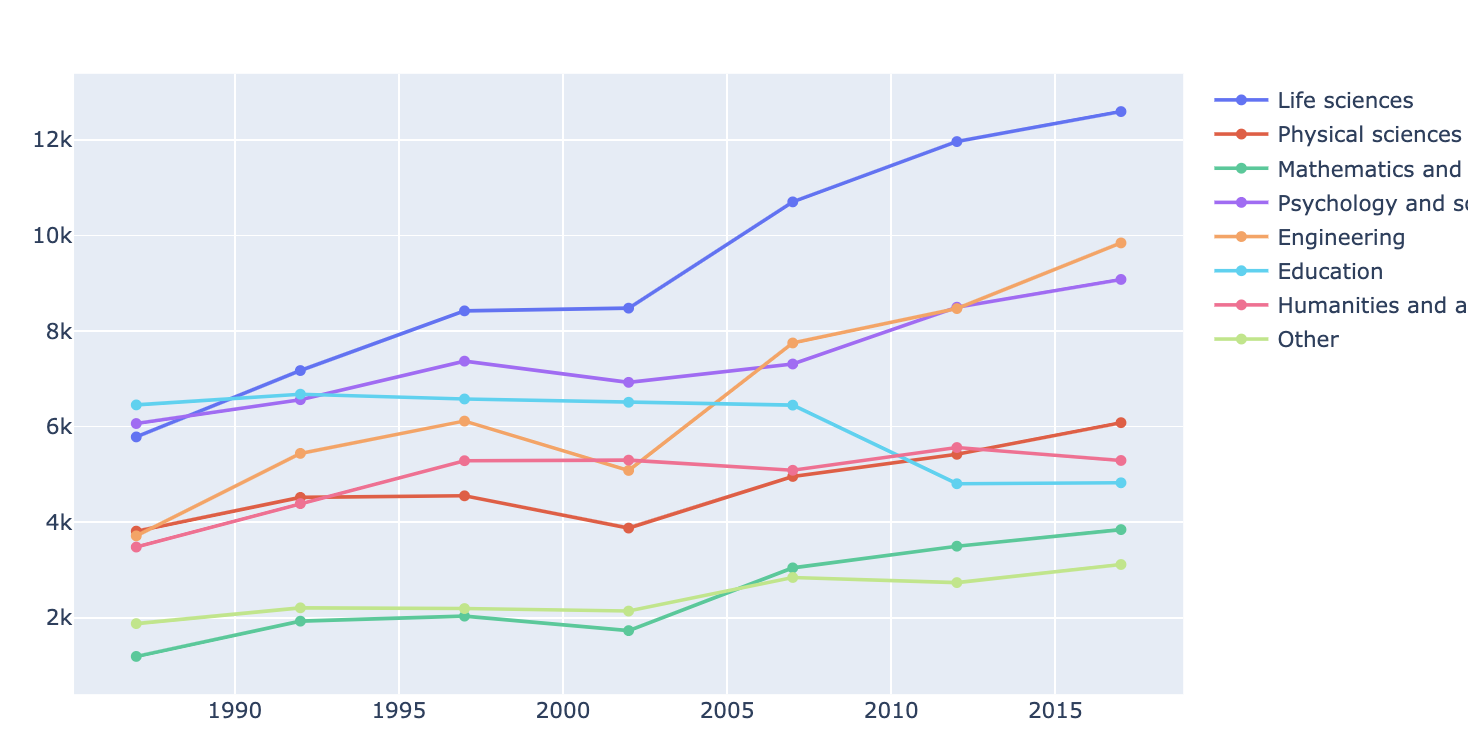 12k
10k
8k
6k
4k
2k
1990 1995 2000 2005 2010 2015
Life sciences
Physical sciences
Mathematics and
Psychology and
Engineering
Education
Humanities and
Other